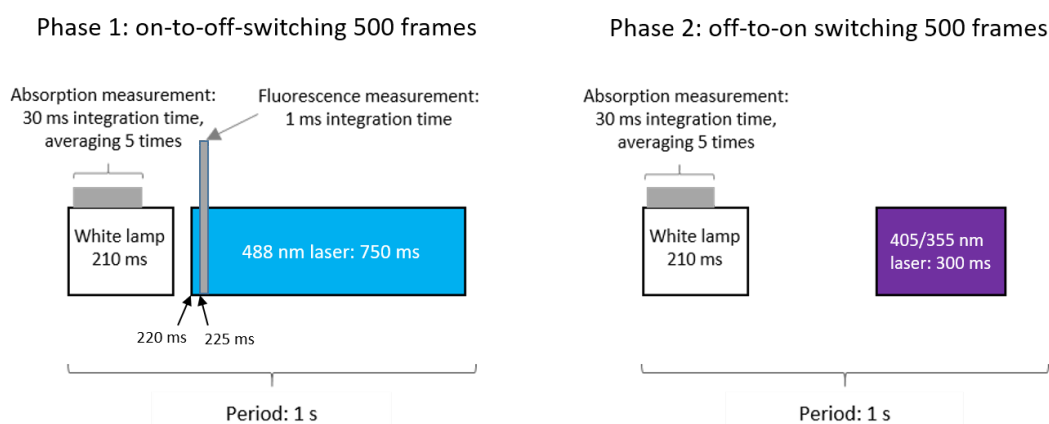 Phase 1: on-to-off-switching 500 frames
Absorption measurement:
30 ms integration time,
averaging 5 times
Fluorescence measurement:
1 ms integration time
White lamp
210 ms
488 nm laser: 750 ms
220 ms
225 ms
Period: 1 s
Phase 2: off-to-on switching 500 frames
Absorption measurement:
30 ms integration time,
averaging 5 times
White lamp
210 ms
405/355 nm
laser: 300 ms
Period: 1 s